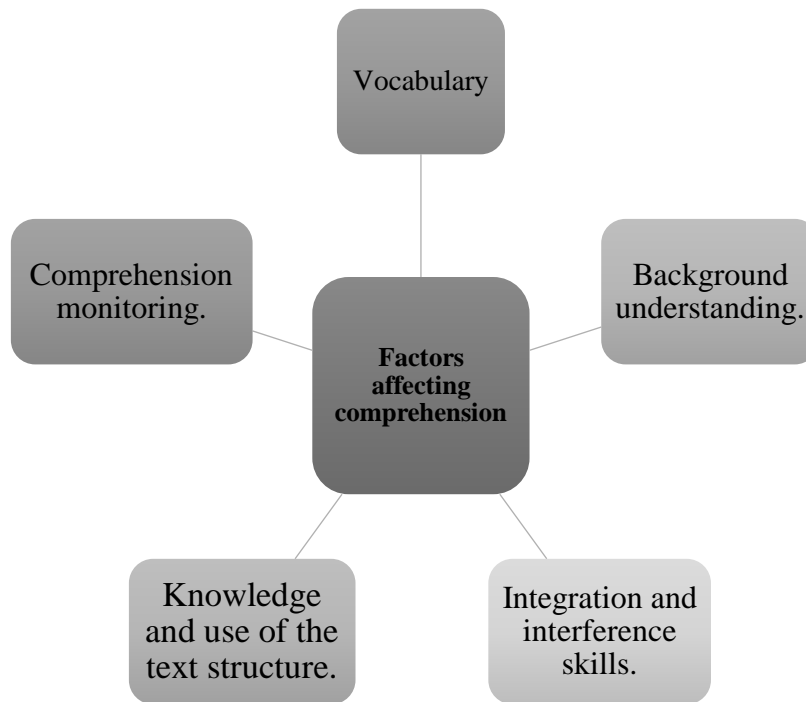 Vocabulary
Comprehension
monitoring.
Background
understanding.
Factors
affecting
comprehension
Knowledge
and use of the
text structure.
Integration and
interference
skills.